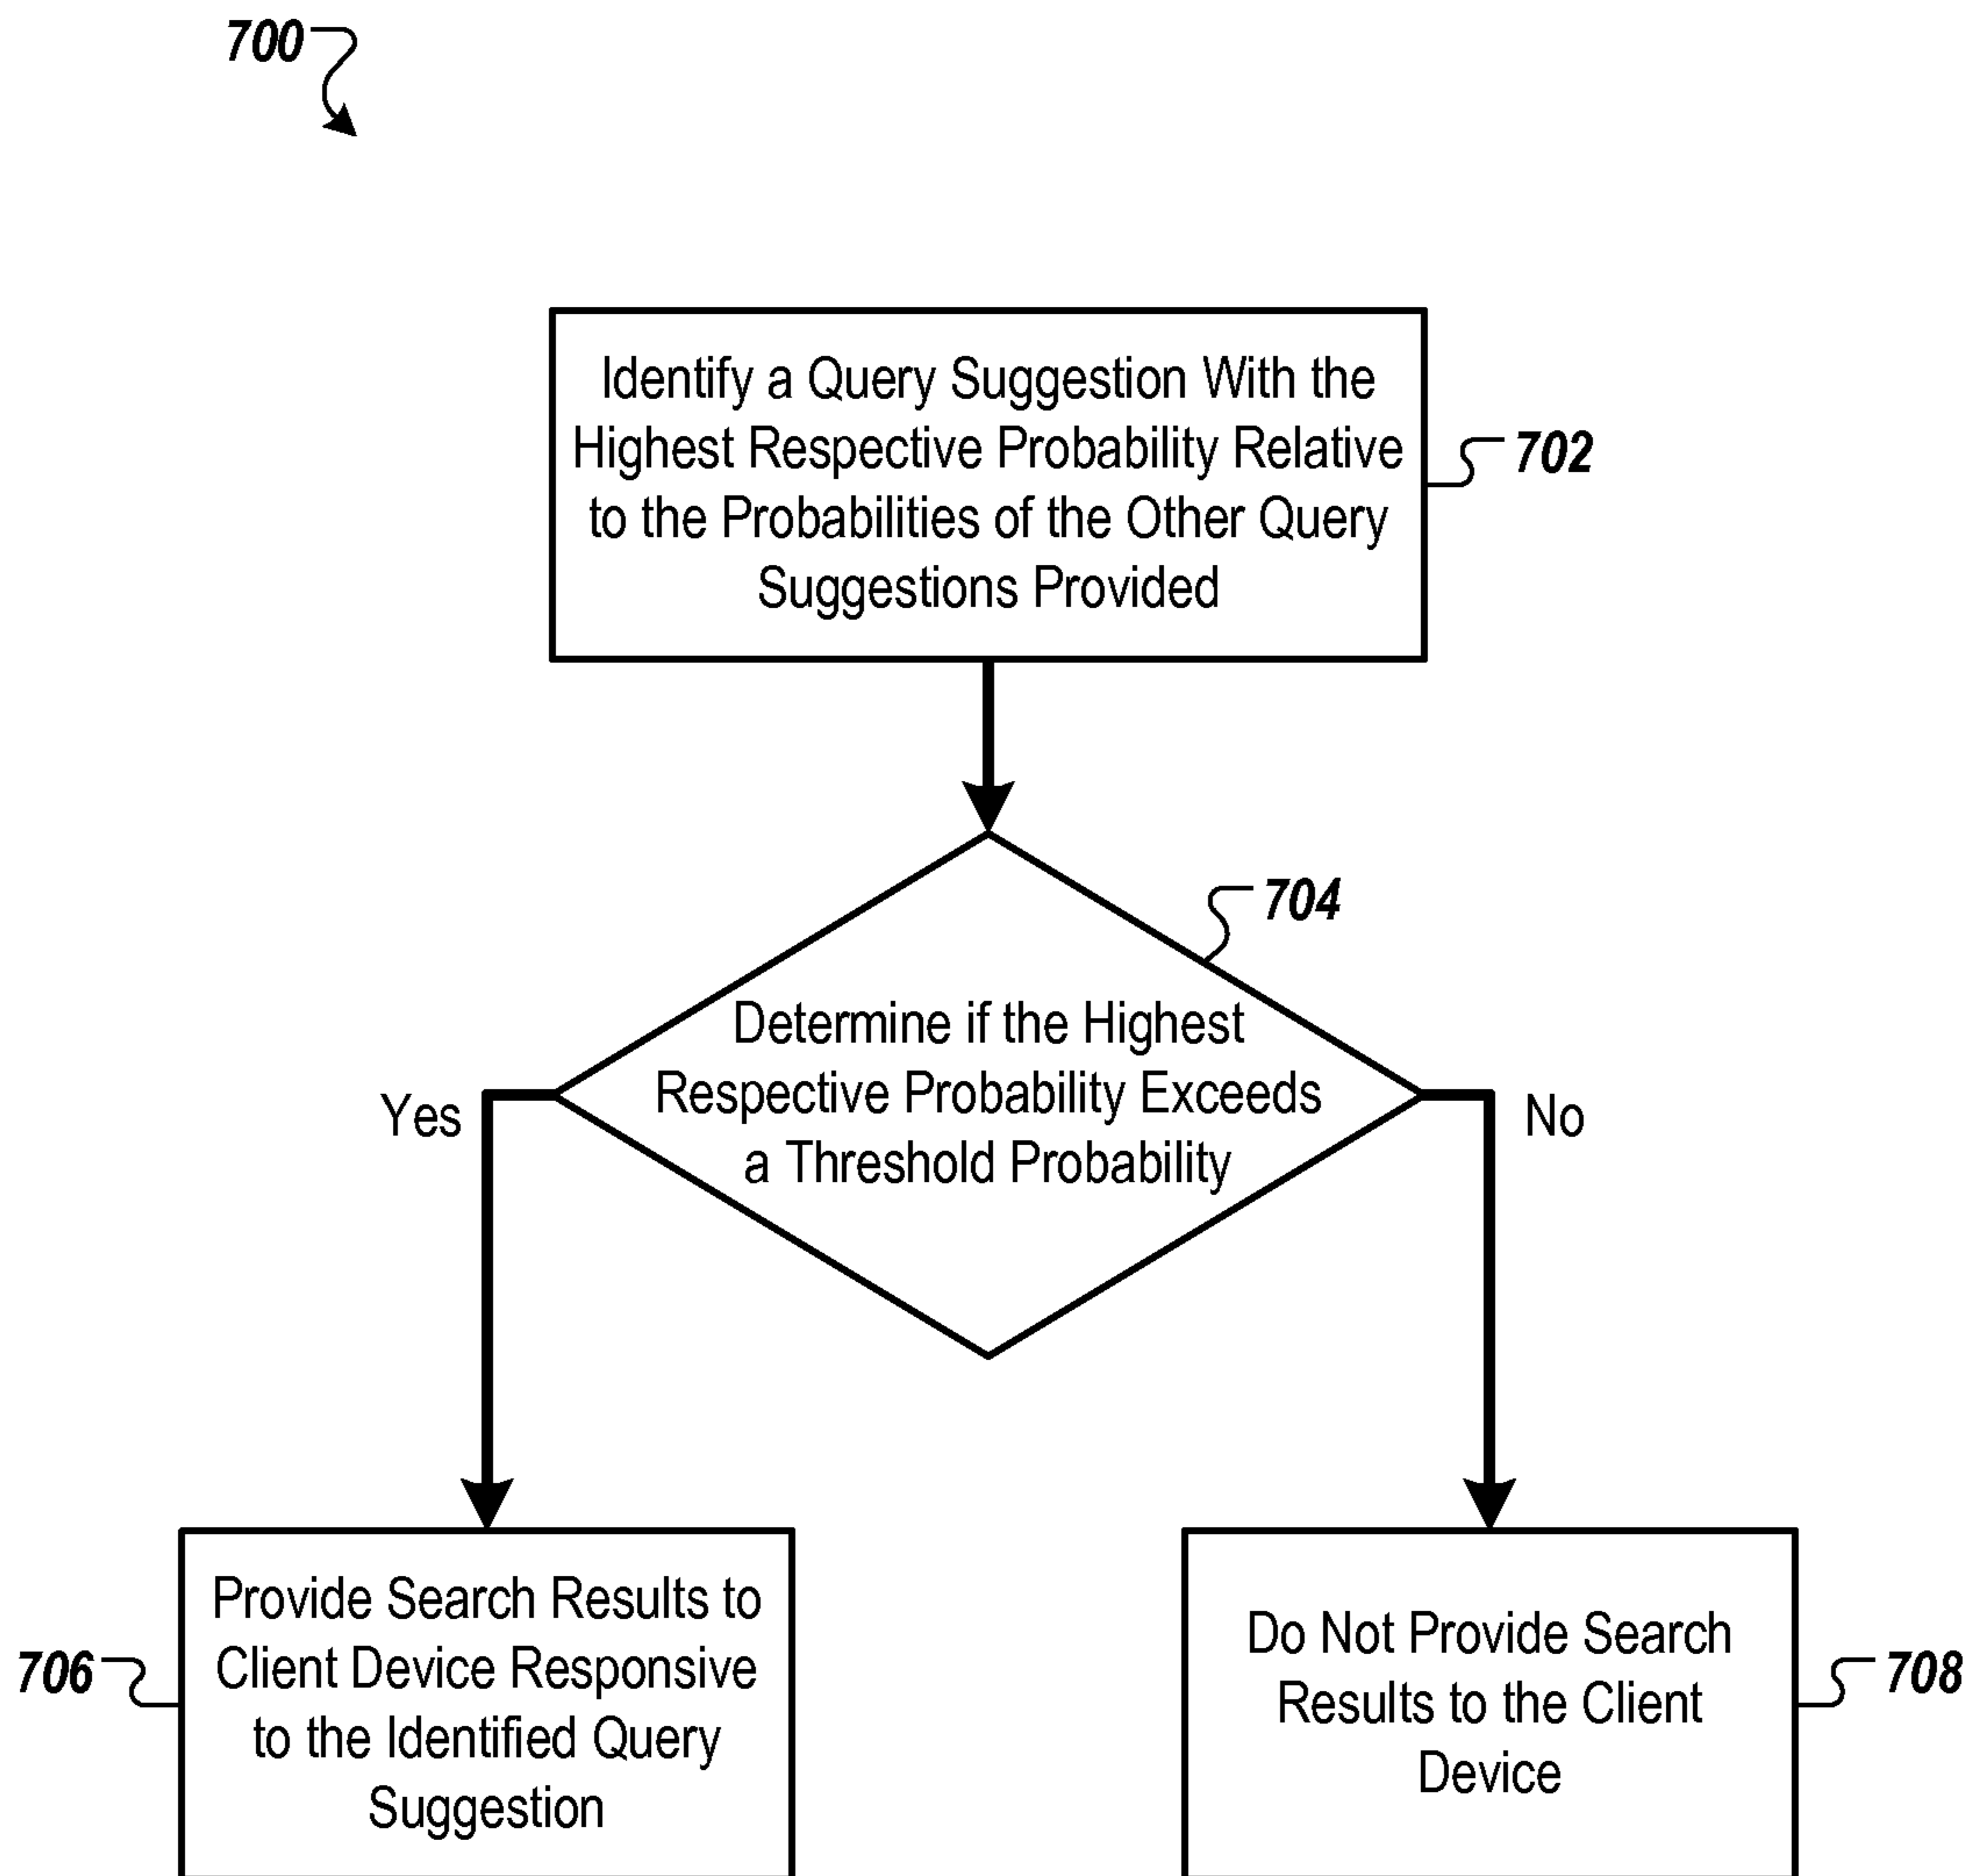 700
Identify a Query Suggestion With the
Highest Respective Probability Relative
to the Probabilities of the Other Query
Suggestions Provided
702
704
Determine if the Highest
Respective Probability Exceeds
a Threshold Probability
Yes
No
Provide Search Results to
Client Device Responsive
to the Identified Query
Suggestion
706
Do Not Provide Search
Results to the Client
Device
708